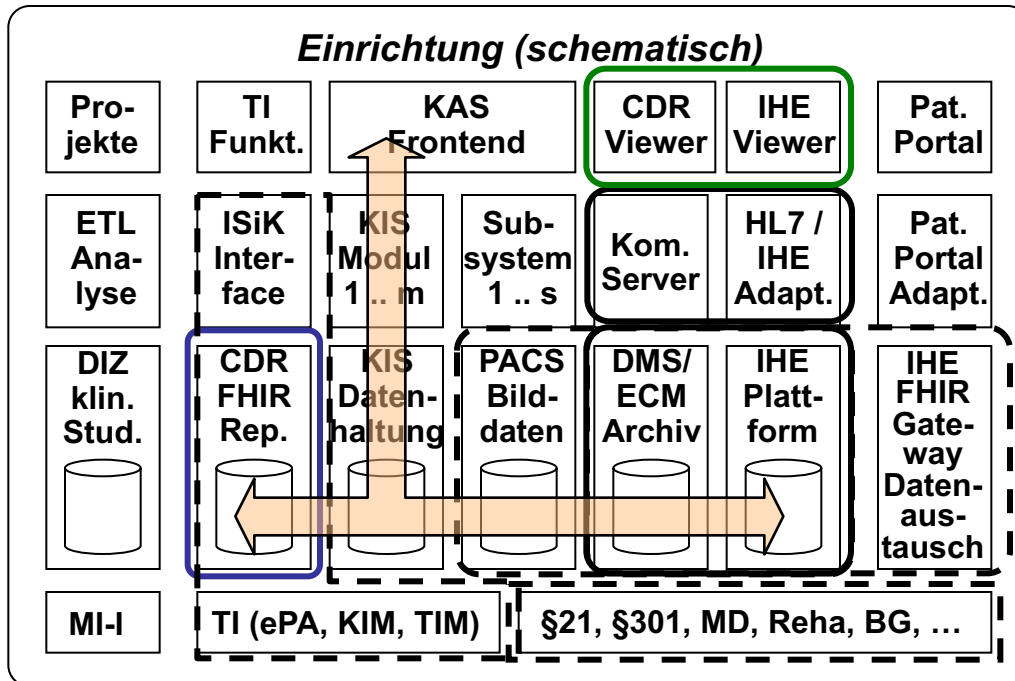 Einrichtung (schematisch)
Pro-
jekte
TI
Funkt.
KAS
Frontend
CDR
Viewer
IHE
Viewer
Pat.
Portal
ETL
Ana-
lyse
ISiK
Inter-
face
KIS
Modul
1 .. m
Sub-
system
1 .. s
Kom.
Server
HL7 /
IHE
Adapt.
Pat.
Portal
Adapt.
DIZ
klin.
Stud.
CDR
FHIR
Rep.
KIS
Daten-
haltung
PACS
Bild-
daten
DMS/
ECM
Archiv
IHE
Platt-
form
IHE
FHIR
Gate-
way
Daten-
aus-
tausch
MI-I
TI (ePA, KIM, TIM)
§21, §301, MD, Reha, BG, …